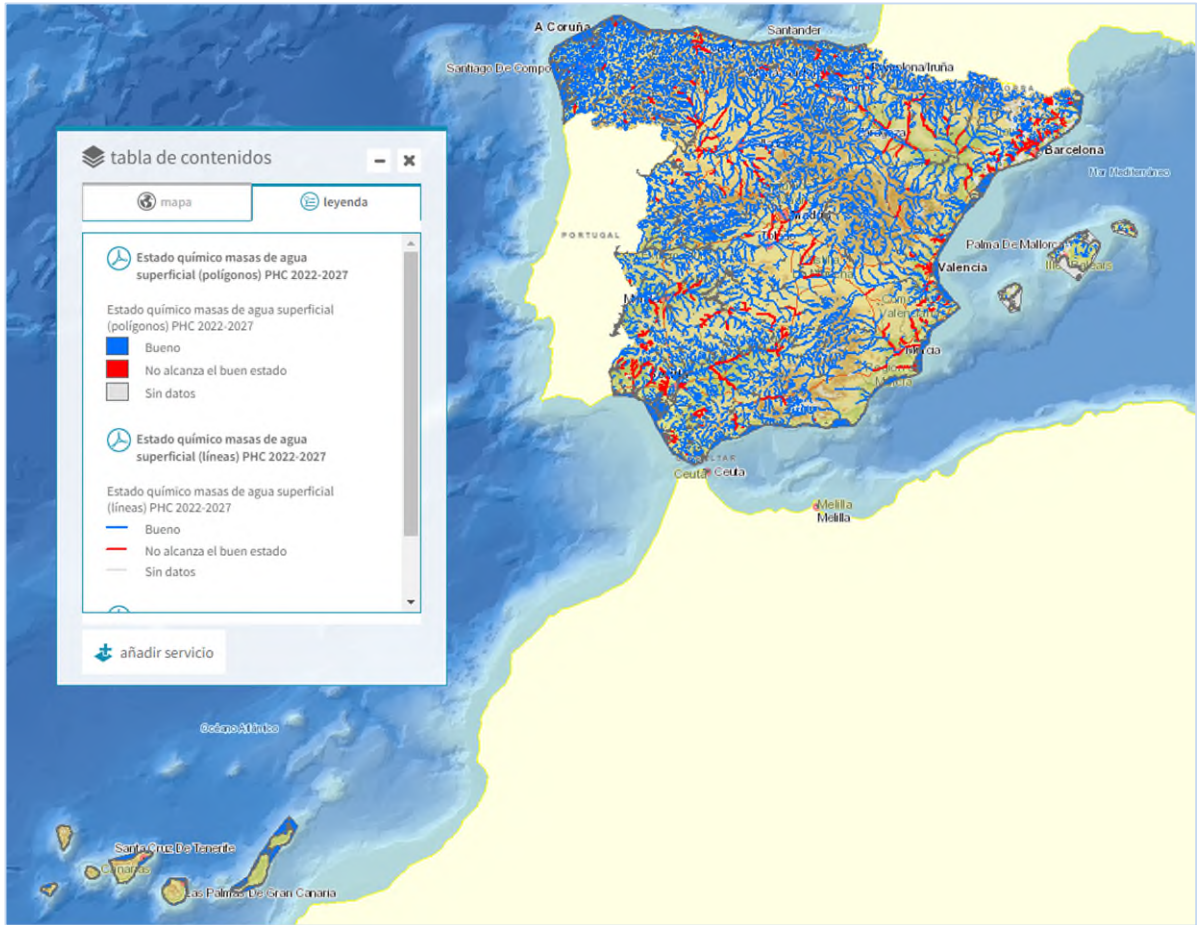 A Coruña
Santander
Santiago De Compo
Pamplona/Iruña
Barcelona
Mar Mediterráneo
PORTUGAL
Palma De Mallorca
Illes Balears
Valencia
Ceuta
Ceuta
Melilla
Melilla
tabla de contenidos
mapa
leyenda
Estado químico masas de agua
superficial (polígonos) PHC 2022-2027
Estado químico masas de agua superficial
(polígonos) PHC 2022-2027
Bueno
No alcanza el buen estado
Sin datos
Estado químico masas de agua
superficial (líneas) PHC 2022-2027
Estado químico masas de agua superficial
(líneas) PHC 2022-2027
Bueno
No alcanza el buen estado
Sin datos
añadir servicio
Océano Atlántico
Santa Cruz De Tenerife
Canarias
Las Palmas De Gran Canaria